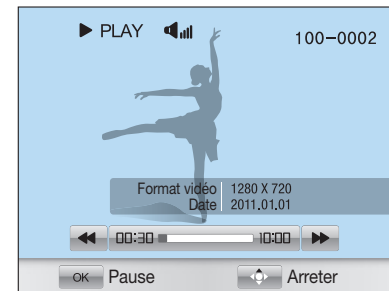 PLAY 100-0002
Format vidéo 1280 X 720
Date 2011.01.01
00:30 10:00
OK Pause Arreter